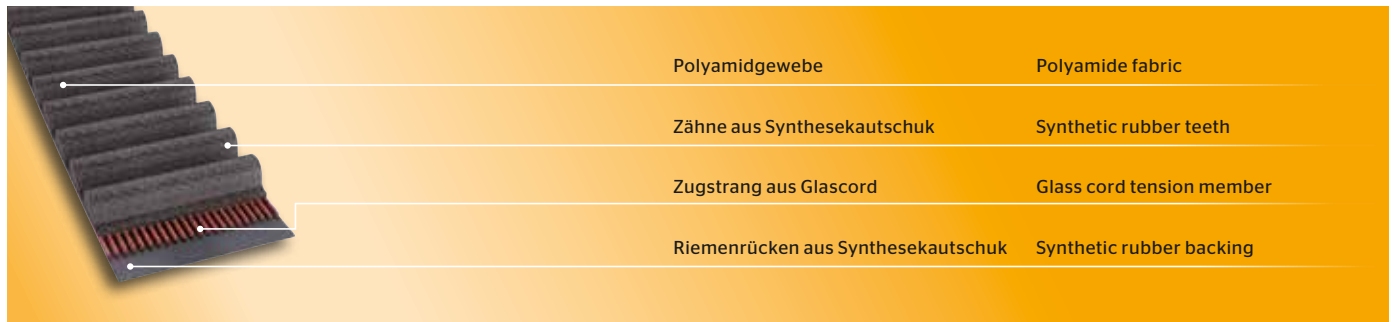 Polyamidgewebe Polyamide fabric
Zähne aus Synthesekautschuk Synthetic rubber teeth
Zugstrang aus Glascord Glass cord tension member
Riemenrücken aus Synthesekautschuk Synthetic rubber backing